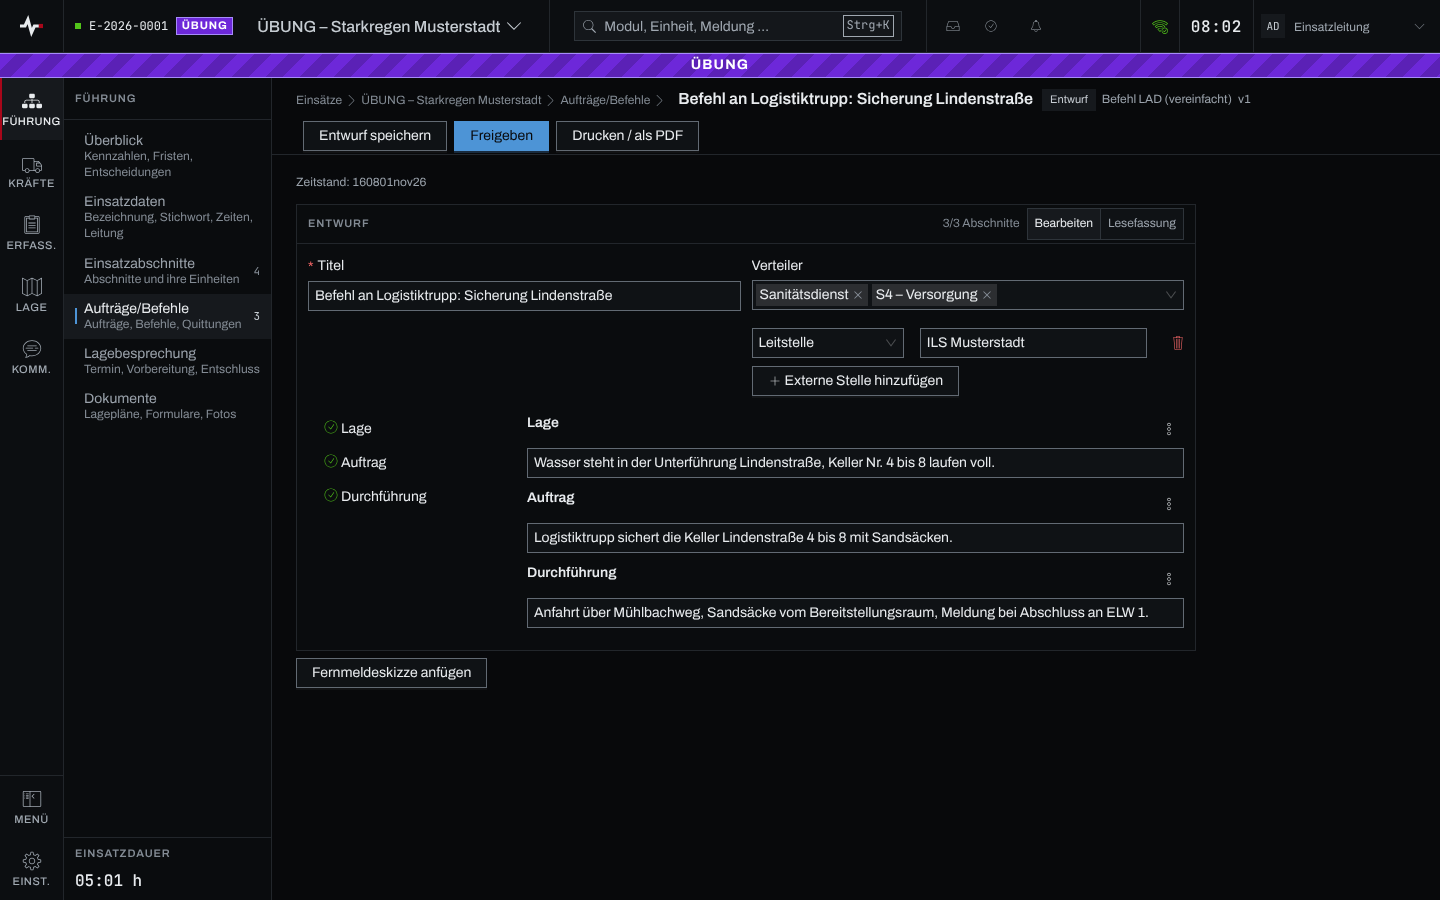 E-2026-0001 ÜBUNG ÜBUNG – Starkregen Musterstadt Modul, Einheit, Meldung ... Strg+K 08:02 AD Einsatzleitung
ÜBUNG
FÜHRUNG
KRÄFTE
ERFASS.
LAGE
KOMM.
MENÜ
EINST.
FÜHRUNG
Überblick
Kennzahlen, Fristen,
Entscheidungen
Einsatzdaten
Bezeichnung, Stichwort, Zeiten,
Leitung
Einsatzabschnitte
Abschnitte und ihre Einheiten 4
Aufträge/Befehle
Aufträge, Befehle, Quittungen 3
Lagebesprechung
Termin, Vorbereitung, Entschluss
Dokumente
Lagepläne, Formulare, Fotos
EINSATZDAUER
05:01 h
Einsätze ÜBUNG – Starkregen Musterstadt Aufträge/Befehle Befehl an Logistiktrupp: Sicherung Lindenstraße Entwurf Befehl LAD (vereinfacht) v1
Entwurf speichern Freigeben Drucken / als PDF
Zeitstand: 160801nov26
ENTWURF 3/3 Abschnitte Bearbeiten Lesefassung
* Titel Verteiler
Befehl an Logistiktrupp: Sicherung Lindenstraße Sanitätsdienst S4 – Versorgung
Leitstelle ILS Musterstadt
Externe Stelle hinzufügen
Lage
Auftrag
Durchführung
Lage
Wasser steht in der Unterführung Lindenstraße, Keller Nr. 4 bis 8 laufen voll.
Auftrag
Logistiktrupp sichert die Keller Lindenstraße 4 bis 8 mit Sandsäcken.
Durchführung
Anfahrt über Mühlbachweg, Sandsäcke vom Bereitstellungsraum, Meldung bei Abschluss an ELW 1.
Fernmeldeskizze anfügen